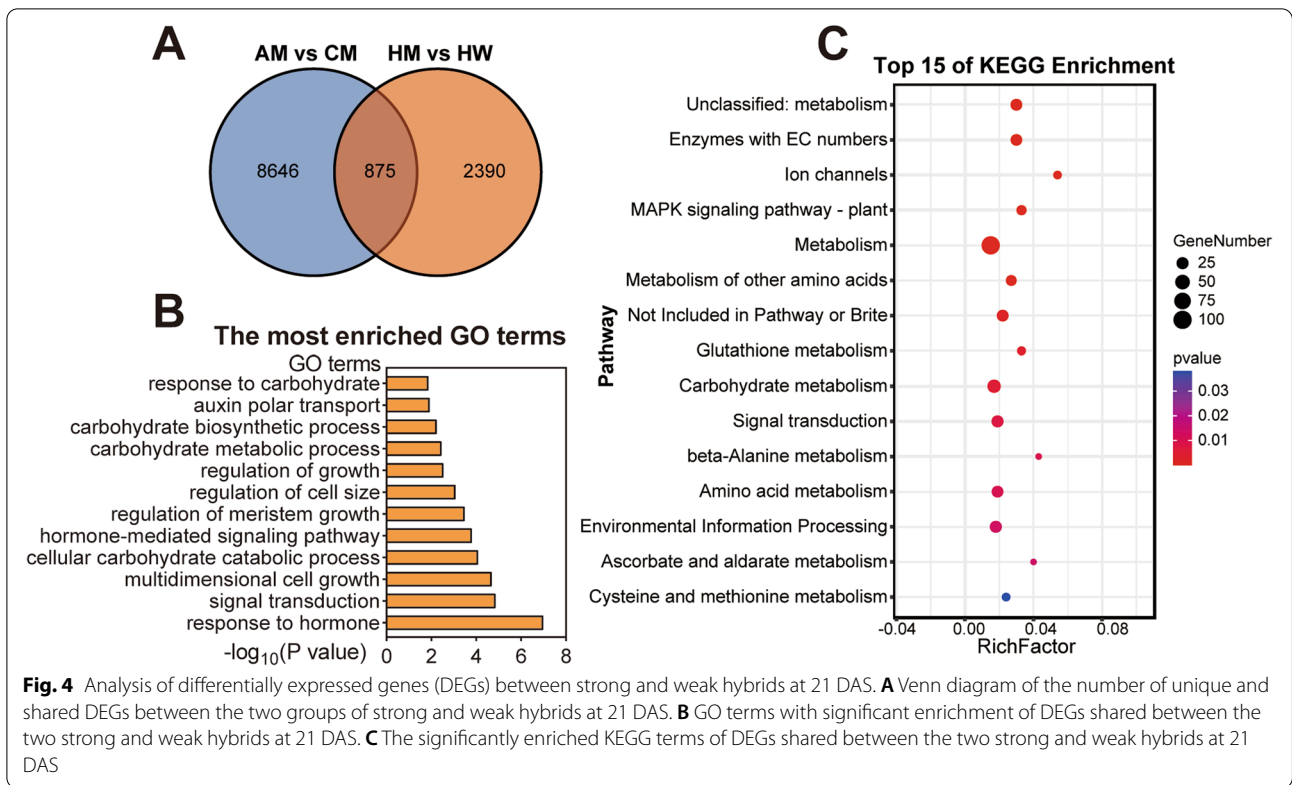 A
AM vs CM
HM vs HW
8646
875
2390
B
The most enriched GO terms
GO terms
response to carbohydrate
auxin polar transport
carbohydrate biosynthetic process
carbohydrate metabolic process
regulation of growth
regulation of cell size
regulation of meristem growth
hormone-mediated signaling pathway
cellular carbohydrate catabolic process
multidimensional cell growth
signal transduction
response to hormone
-log10(P value)
0 2 4 6 8
C
Top 15 of KEGG Enrichment
Pathway
Unclassified: metabolism
Enzymes with EC numbers
Ion channels
MAPK signaling pathway - plant
Metabolism
Metabolism of other amino acids
Not Included in Pathway or Brite
Glutathione metabolism
Carbohydrate metabolism
Signal transduction
beta-Alanine metabolism
Amino acid metabolism
Environmental Information Processing
Ascorbate and aldarate metabolism
Cysteine and methionine metabolism
-0.04 0.00 0.04 0.08
RichFactor
GeneNumber
25
50
75
100
pvalue
0.03
0.02
0.01
Fig. 4 Analysis of differentially expressed genes (DEGs) between strong and weak hybrids at 21 DAS. A Venn diagram of the number of unique and
shared DEGs between the two groups of strong and weak hybrids at 21 DAS. B GO terms with significant enrichment of DEGs shared between the
two strong and weak hybrids at 21 DAS. C The significantly enriched KEGG terms of DEGs shared between the two strong and weak hybrids at 21
DAS